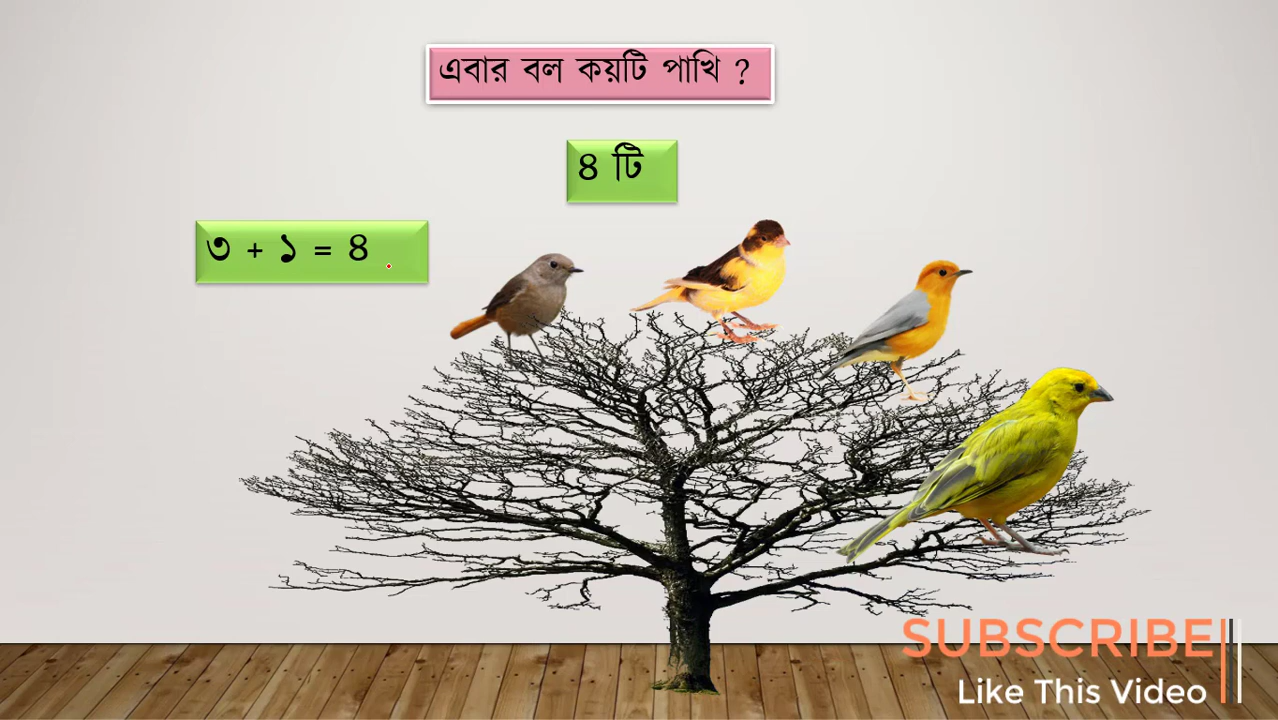 এবার বল কয়টি পাখি ?
৪ টি
৩ + ১ = ৪
SUBSCRIBE
Like This Video